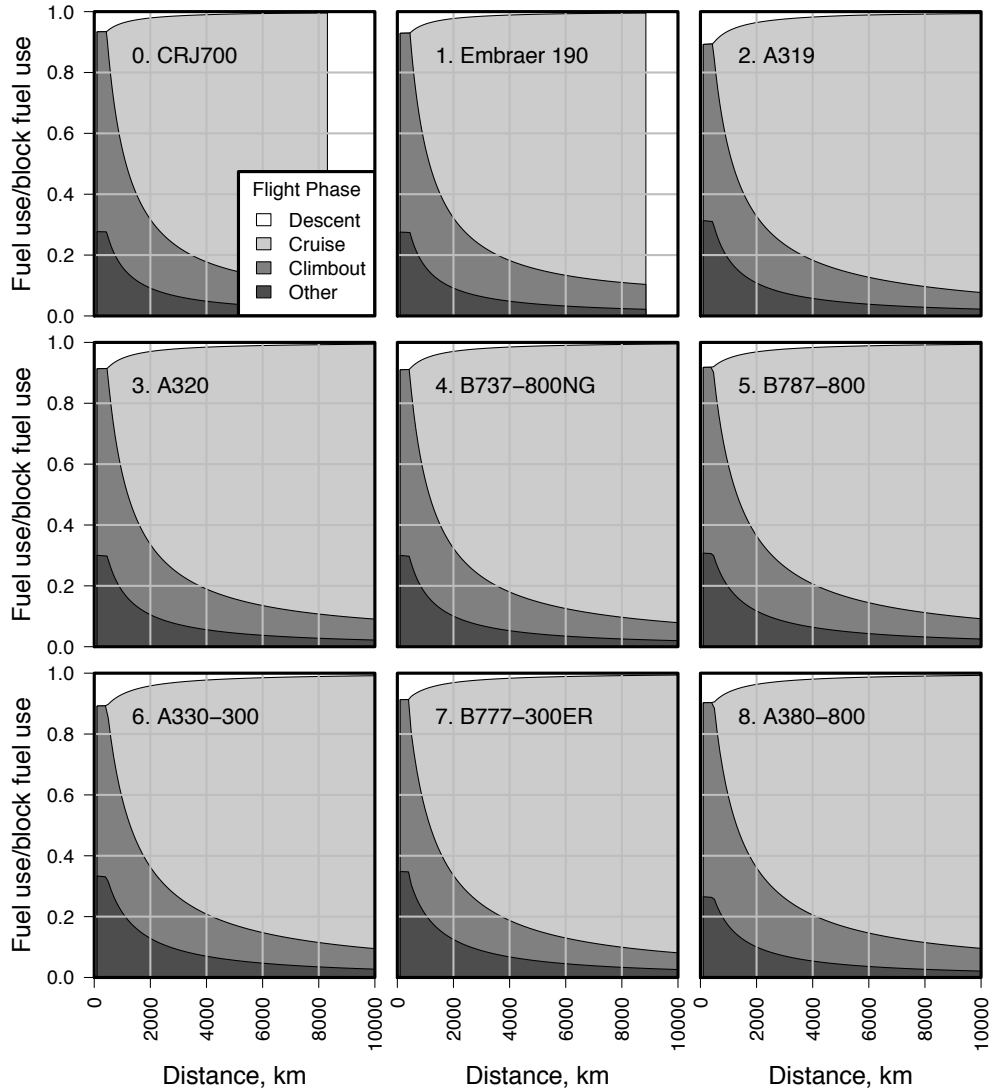 Fuel use/block fuel use
1.0
0.8
0.6
0.4
0.2
0.0
0. CRJ700
Flight Phase
Descent
Cruise
Climbout
Other
1. Embraer 190
2. A319
Fuel use/block fuel use
1.0
0.8
0.6
0.4
0.2
0.0
3. A320
4. B737−800NG
5. B787−800
Fuel use/block fuel use
1.0
0.8
0.6
0.4
0.2
0.0
6. A330−300
7. B777−300ER
8. A380−800
0 2000 4000 6000 8000 10000
0 2000 4000 6000 8000 10000
0 2000 4000 6000 8000 10000
Distance, km
Distance, km
Distance, km